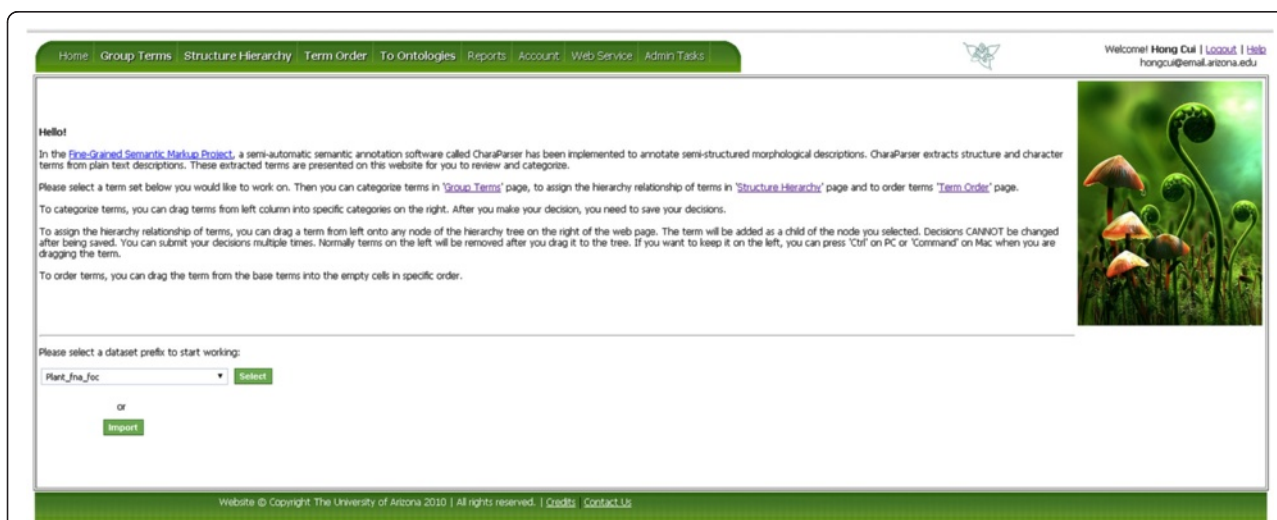 Home Group Terms Structure Hierarchy Term Order To Ontologies Reports Account Web Service Admin Tasks
Welcome! Hong Cui | Logout | Help
hongcui@email.arizona.edu
Hello!
In the Fine-Grained Semantic Markup Project, a semi-automatic semantic annotation software called CharaParser has been implemented to annotate semi-structured morphological descriptions. CharaParser extracts structure and character
terms from plain text descriptions. These extracted terms are presented on this website for you to review and categorize.
Please select a term set below you would like to work on. Then you can categorize terms in 'Group Terms' page, to assign the hierarchy relationship of terms in 'Structure Hierarchy' page and to order terms 'Term Order' page.
To categorize terms, you can drag terms from left column into specific categories on the right. After you make your decision, you need to save your decisions.
To assign the hierarchy relationship of terms, you can drag a term from left onto any node of the hierarchy tree on the right of the web page. The term will be added as a child of the node you selected. Decisions CANNOT be changed
after being saved. You can submit your decisions multiple times. Normally terms on the left will be removed after you drag it to the tree. If you want to keep it on the left, you can press 'Ctrl' on PC or 'Command' on Mac when you are
dragging the term.
To order terms, you can drag the term from the base terms into the empty cells in specific order.
Please select a dataset prefix to start working:
Plant_fna_foc Select
or
Import
Website © Copyright The University of Arizona 2010 | All rights reserved. | Credits | Contact Us